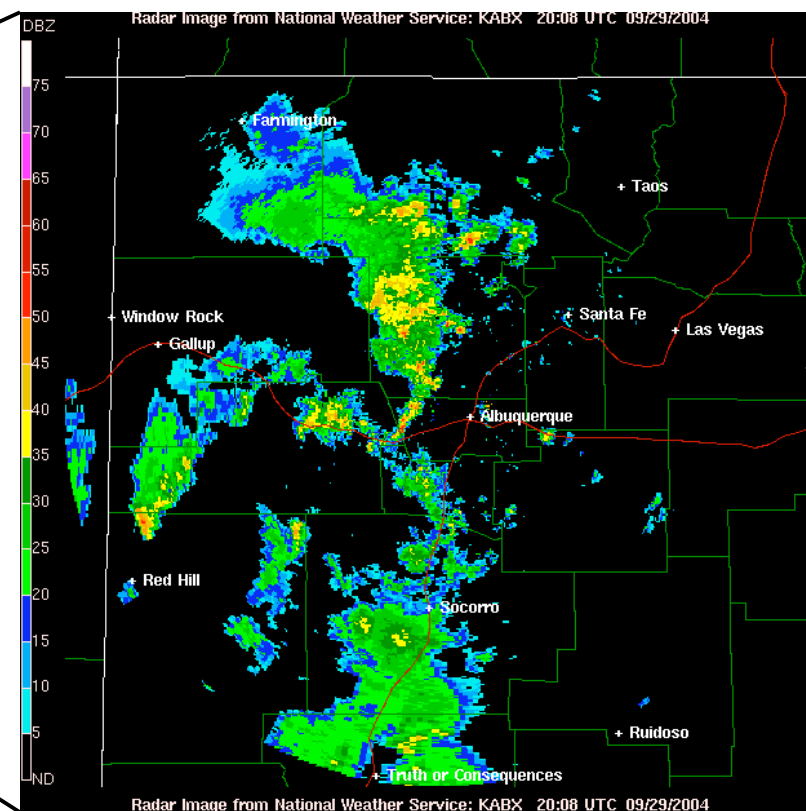 Radar Image from National Weather Service: KABX 20:08 UTC 09/29/2004
DBZ
75
70
65
60
55
50
45
40
35
30
25
20
15
10
5
ND
Farmington
Taos
Window Rock
Santa Fe
Gallup
Las Vegas
Albuquerque
Red Hill
Socorro
Ruidoso
Truth or Consequences
Radar Image from National Weather Service: KABX 20:08 UTC 09/29/2004